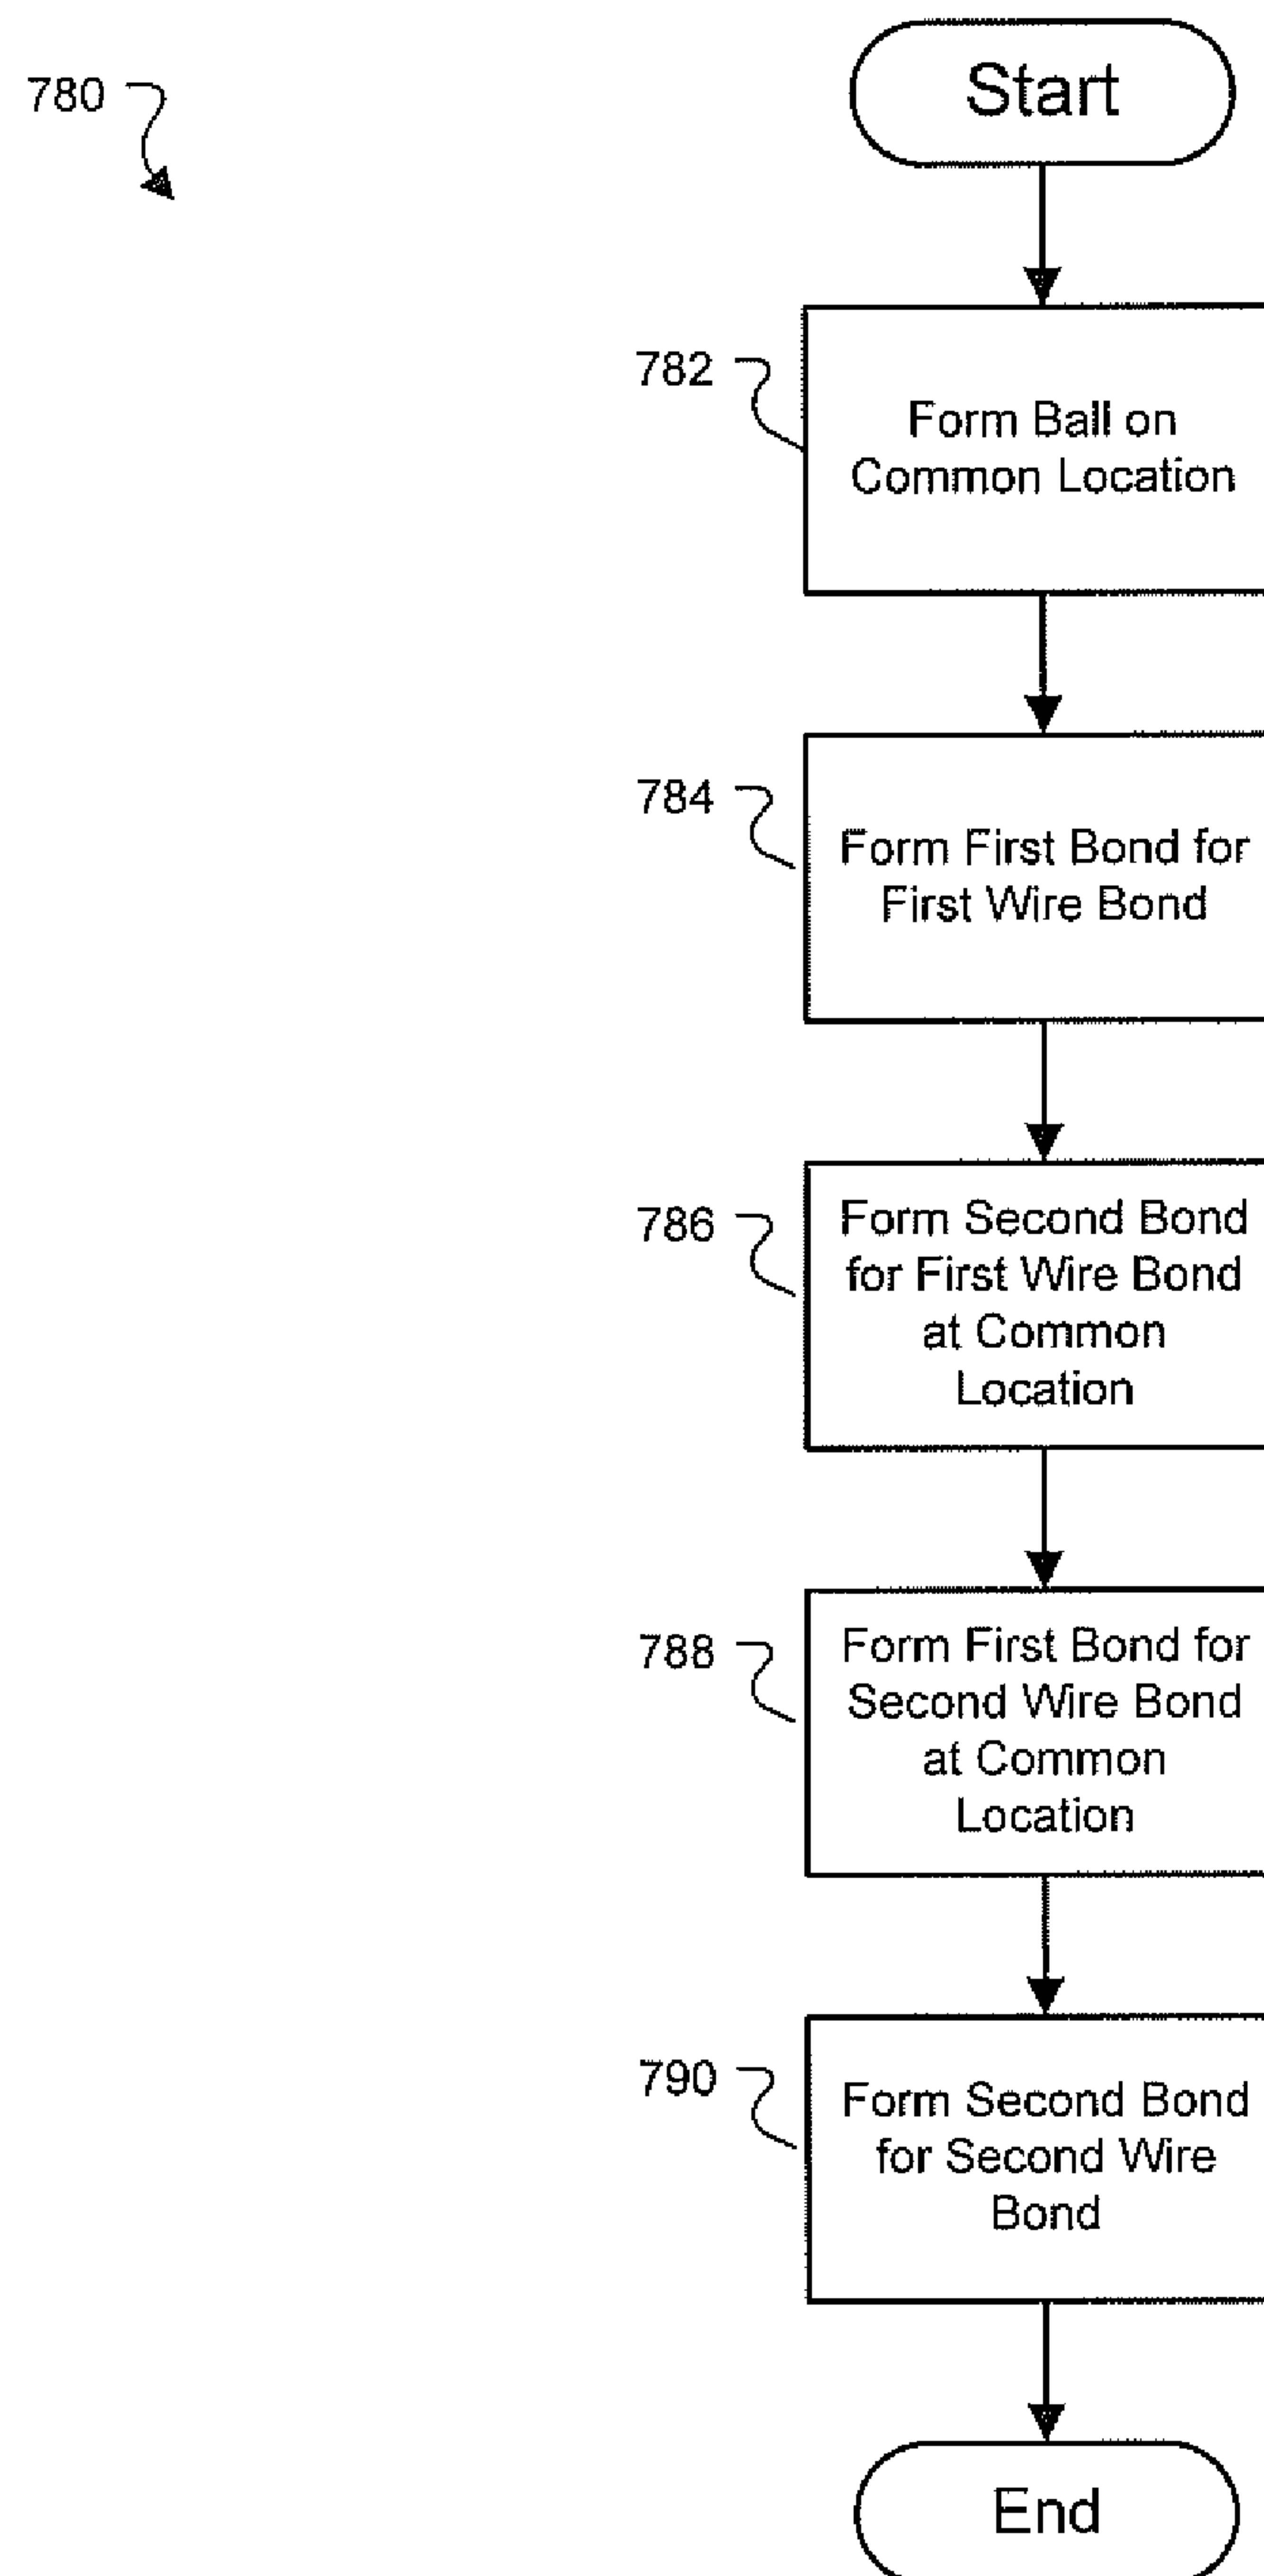 780
Start
782
Form Ball on
Common Location
784
Form First Bond for
First Wire Bond
786
Form Second Bond
for First Wire Bond
at Common
Location
788
Form First Bond for
Second Wire Bond
at Common
Location
790
Form Second Bond
for Second Wire
Bond
End